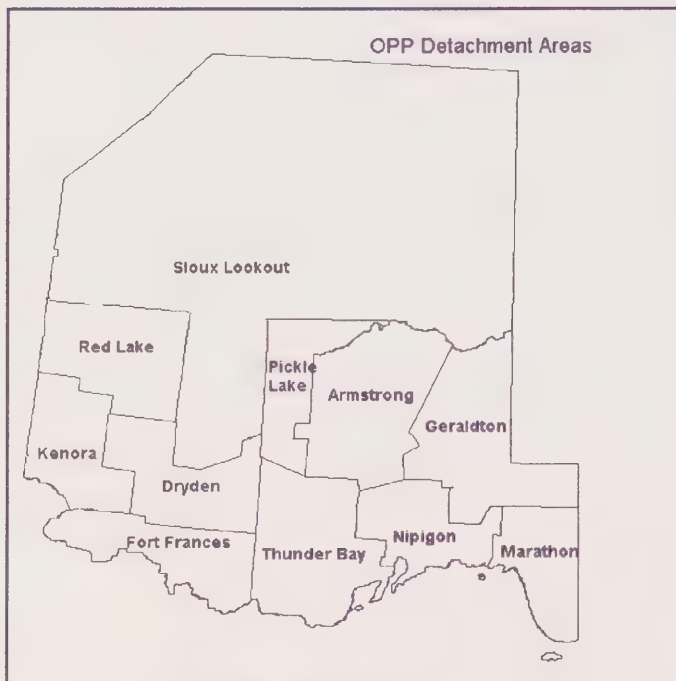 OPP Detachment Areas
Sioux Lookout
Red Lake
Pickle
Lake
Armstrong
Geraldton
Kenora
Dryden
Fort Frances
Thunder Bay
Nipigon
Marathon